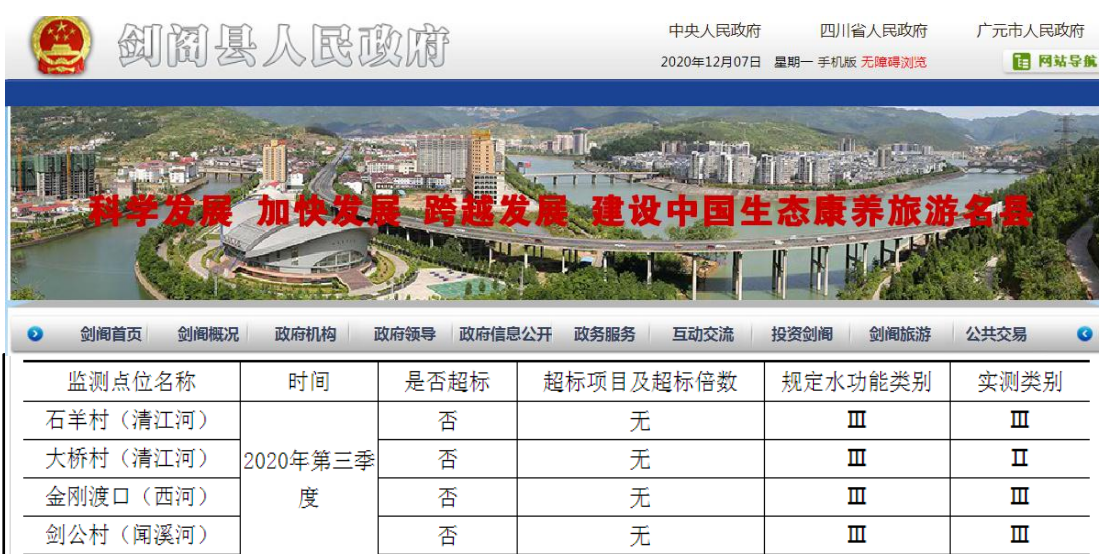 剑阁县人民政府
中央人民政府 四川省人民政府 广元市人民政府
2020年12月07日 星期一 手机版 无障碍浏览 网站导航
科学发展 加快发展 跨越发展 建设中国生态康养旅游名县
剑阁首页 剑阁概况 政府机构 政府领导 政府信息公开 政务服务 互动交流 投资剑阁 剑阁旅游 公共交易
监测点位名称 时间 是否超标 超标项目及超标倍数 规定水功能类别 实测类别
石羊村（清江河） 否 无 Ⅲ Ⅲ
大桥村（清江河） 2020年第三季 否 无 Ⅲ Ⅱ
金刚渡口（西河） 度 否 无 Ⅲ Ⅲ
剑公村（闻溪河） 否 无 Ⅲ Ⅲ